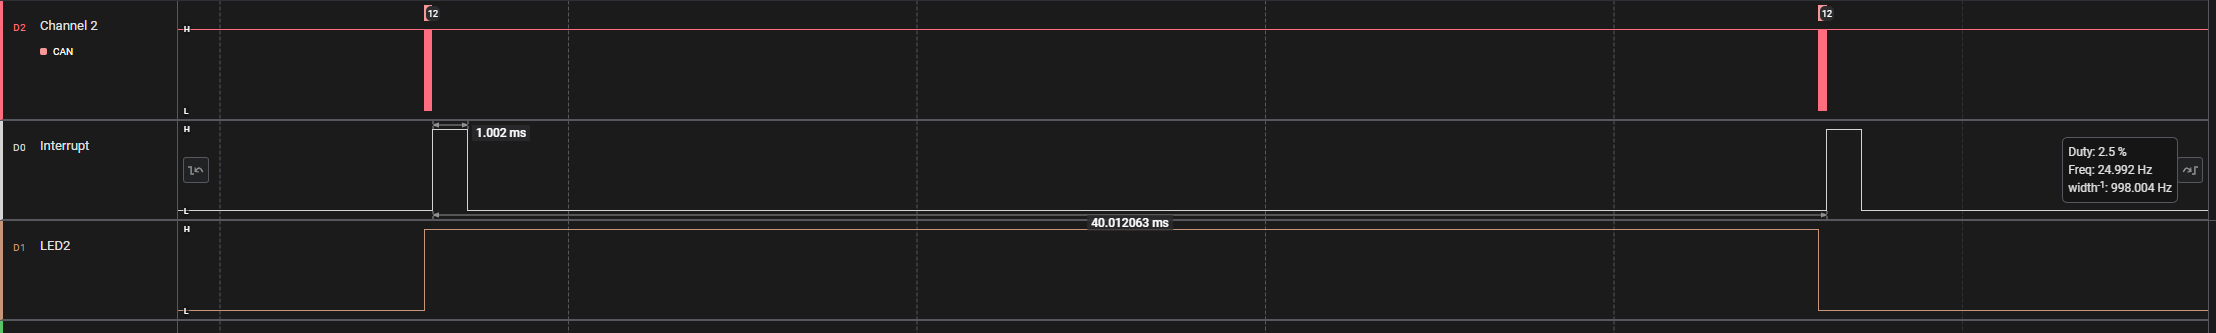 D2 Channel 2
CAN
H
L
12
12
D0 Interrupt
H
L
1.002 ms
40.012063 ms
Duty: 2.5 %
Freq: 24.992 Hz
width⁻¹: 998.004 Hz
D1 LED2
H
L